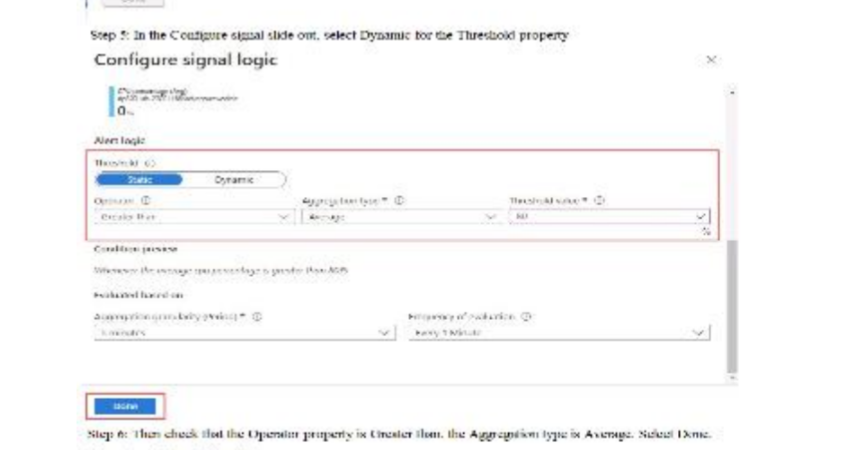 Step 5: In the Configure signal slide out, select Dynamic for the Threshold property
Configure signal logic
0
Alert logic
Threshold
Static Dynamic
Operator Aggregation type * Threshold value *
Greater than Average 80
%
Condition preview
Whenever the average cpu percentage is greater than 80%
Evaluated based on
Aggregation granularity (Period) * Frequency of evaluation
5 minutes Every 1 Minute
Done
Step 6: Then check that the Operator property is Greater than, the Aggregation type is Average. Select Done.